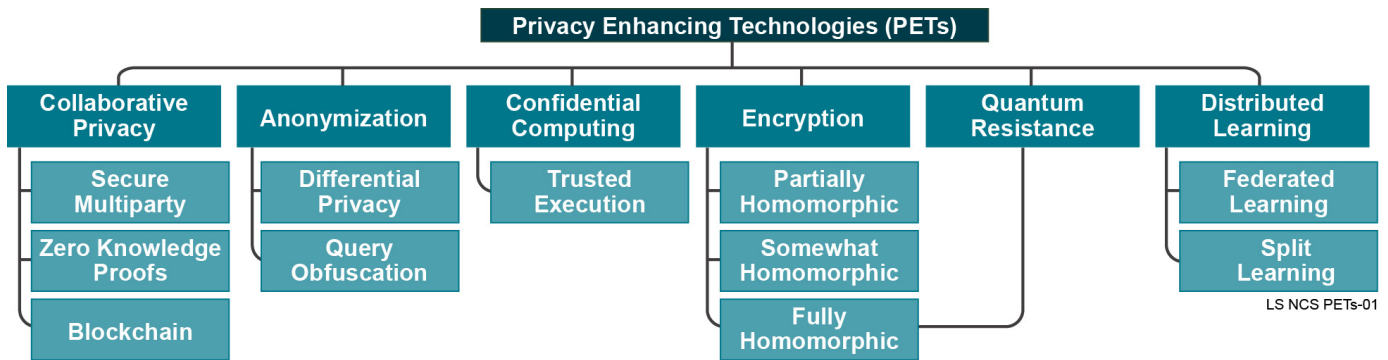 Privacy Enhancing Technologies (PETs)
Collaborative
Privacy
Anonymization
Confidential
Computing
Encryption
Quantum
Resistance
Distributed
Learning
Secure
Multiparty
Zero Knowledge
Proofs
Blockchain
Differential
Privacy
Query
Obfuscation
Trusted
Execution
Partially
Homomorphic
Somewhat
Homomorphic
Fully
Homomorphic
Federated
Learning
Split
Learning
LS NCS PETs-01